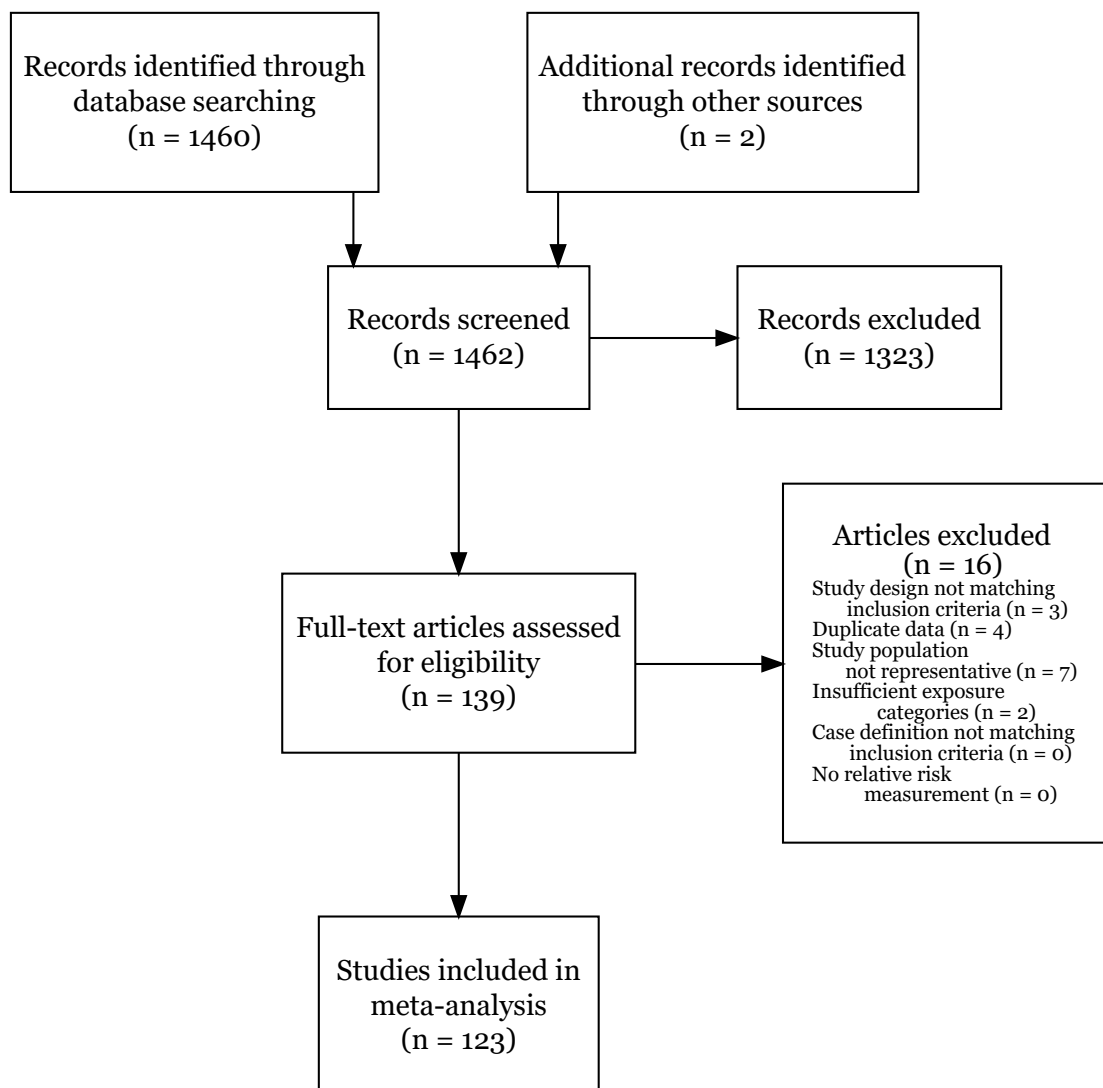 Records identified through
database searching
(n = 1460)
Additional records identified
through other sources
(n = 2)
Records screened
(n = 1462)
Records excluded
(n = 1323)
Full-text articles assessed
for eligibility
(n = 139)
Articles excluded
(n = 16)
Study design not matching
inclusion criteria (n = 3)
Duplicate data (n = 4)
Study population
not representative (n = 7)
Insufficient exposure
categories (n = 2)
Case definition not matching
inclusion criteria (n = 0)
No relative risk
measurement (n = 0)
Studies included in
meta-analysis
(n = 123)